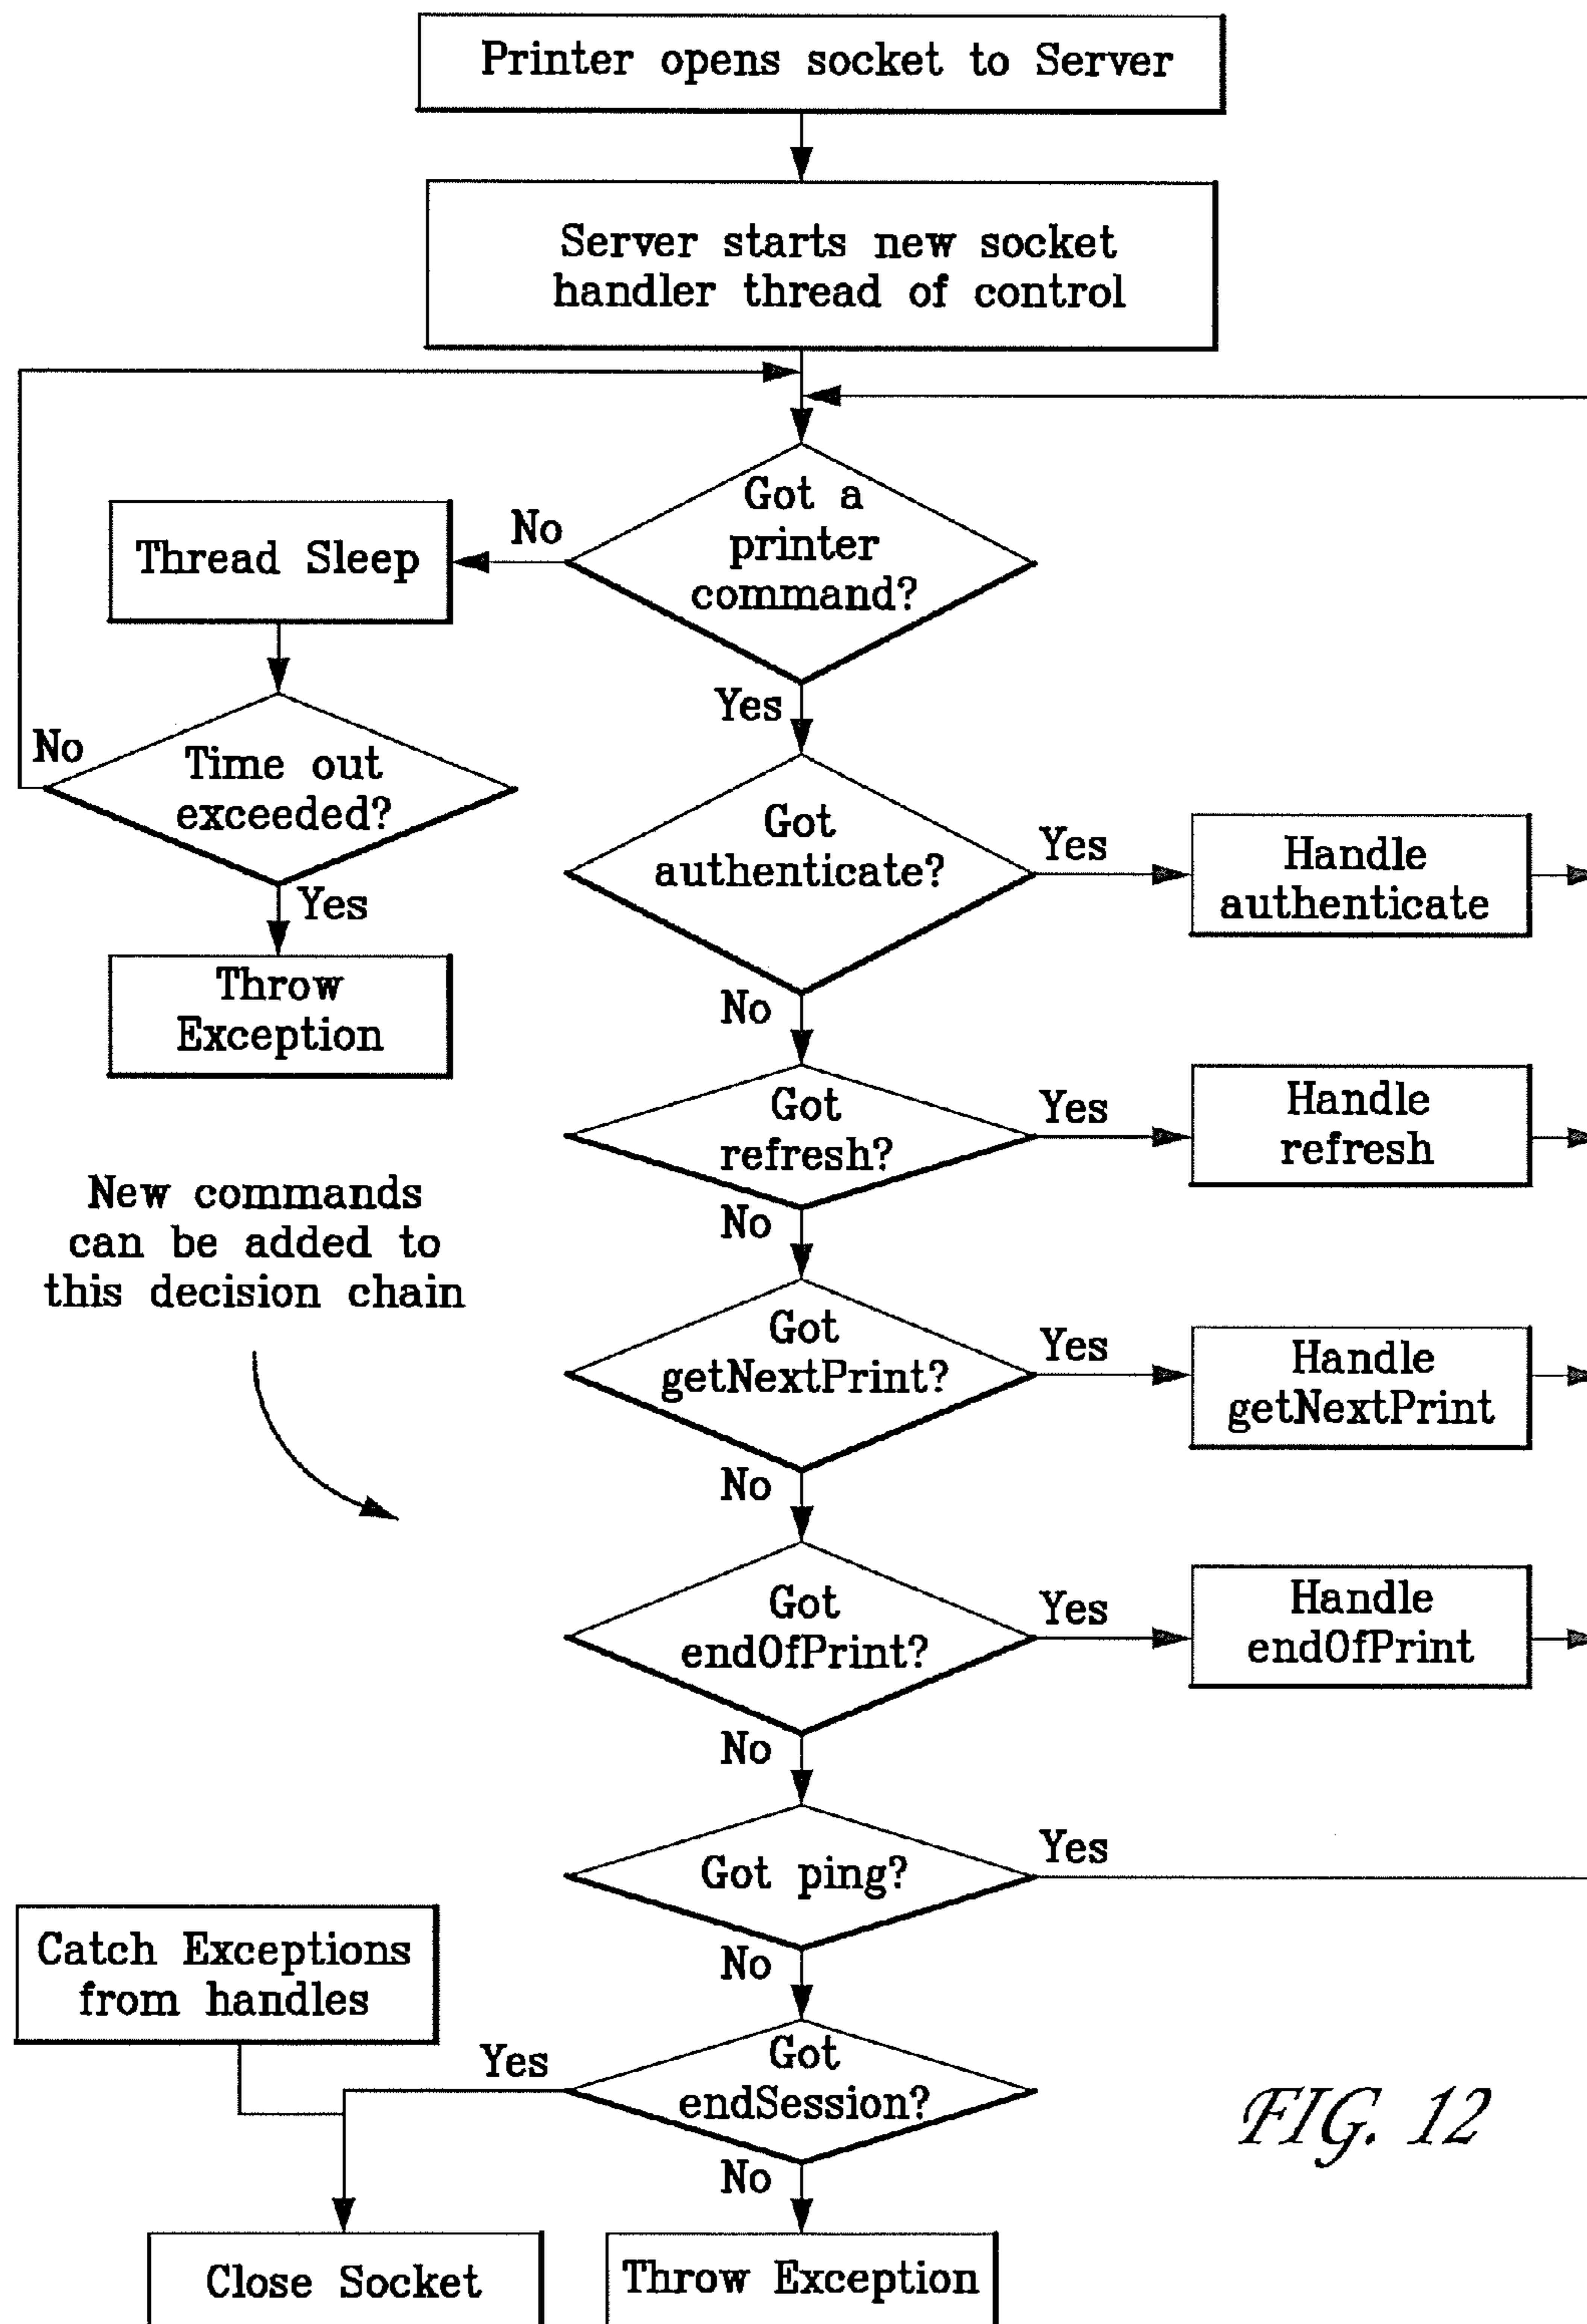 Printer opens socket to Server
Server starts new socket
handler thread of control
Got a
printer
command?
No
Thread Sleep
Yes
No
Time out
exceeded?
Yes
Throw
Exception
Got
authenticate?
Yes
Handle
authenticate
No
Got
refresh?
Yes
Handle
refresh
No
New commands
can be added to
this decision chain
Got
getNextPrint?
Yes
Handle
getNextPrint
No
Got
endOfPrint?
Yes
Handle
endOfPrint
No
Got ping?
Yes
No
Catch Exceptions
from handles
Got
endSession?
Yes
No
Close Socket
Throw Exception
FIG. 12